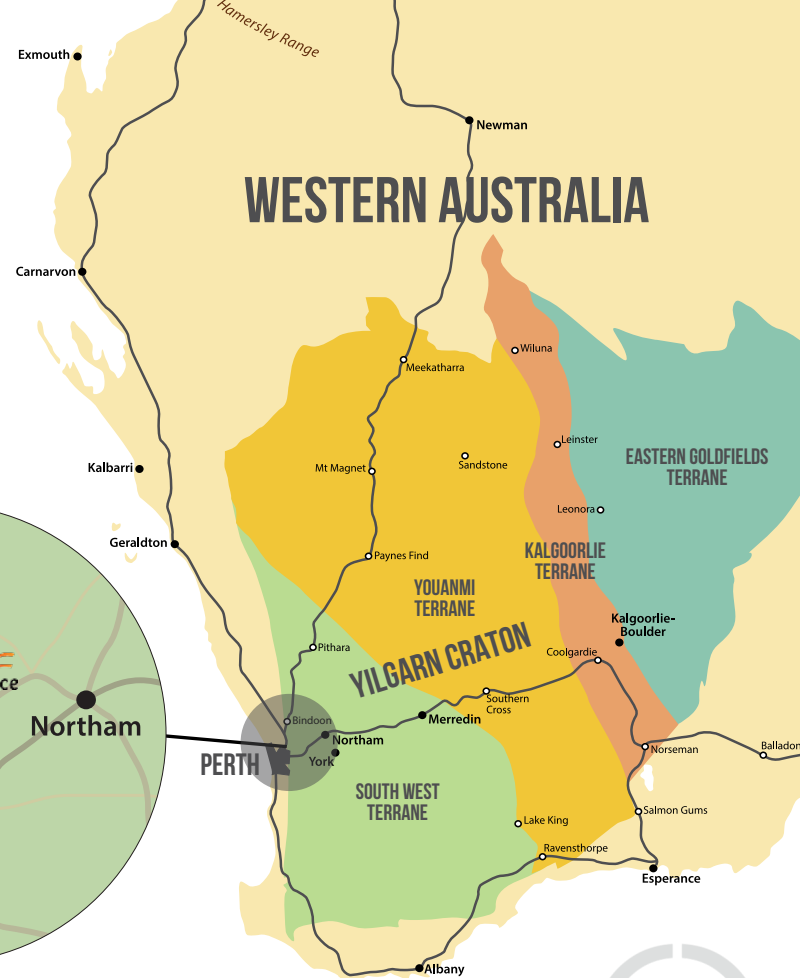 Hamersley Range
Exmouth
Newman
WESTERN AUSTRALIA
Carnarvon
Wiluna
Meekatharra
Leinster
Kalbarri
Mt Magnet
Sandstone
EASTERN GOLDFIELDS
TERRANE
Leonora
Geraldton
Paynes Find
KALGOORLIE
TERRANE
YOUANMI
TERRANE
Kalgoorlie-
Boulder
Pithara
YILGARN CRATON
Coolgardie
ce
Northam
Bindoon
Merredin
Southern
Cross
Northam
York
PERTH
Norseman
Balladon
SOUTH WEST
TERRANE
Lake King
Salmon Gums
Ravensthorpe
Esperance
Albany